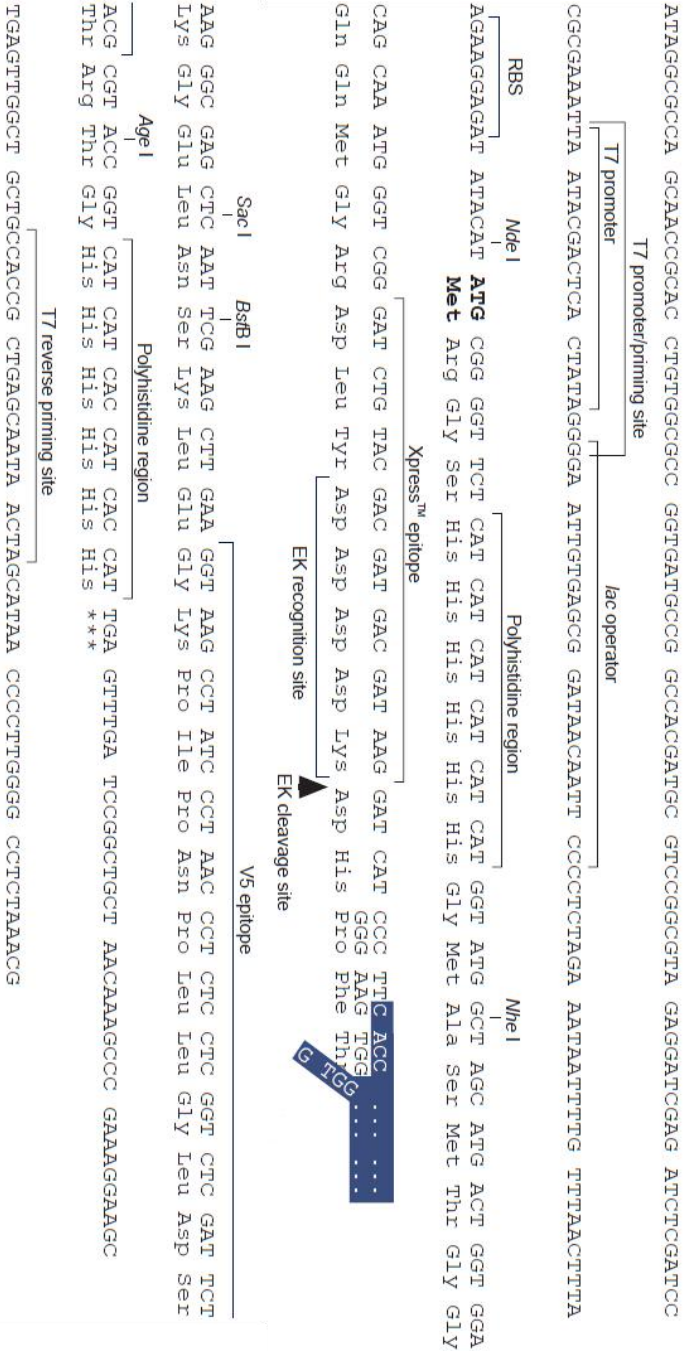 ATAGGCGCCA GCAACCGCAC CTGTGGCGCC GGTGATGCCG GCCACGATGC GTCCGGCGTA GAGGATCGAG ATCTCGATCC
T7 promoter/priming site
T7 promoter
lac operator
CGCGAAATTA ATACGACTCA CTATAGGGGA ATTGTGAGCG GATAACAATT CCCCTCTAGA AATAATTTTG TTTAACTTTA
RBS
Nde I
Polyhistidine region
Nhe I
AGAAGGAGAT ATACAT ATG CGG GGT TCT CAT CAT CAT CAT CAT CAT GGT ATG GCT AGC ATG ACT GGT GGA
Met Arg Gly Ser His His His His His His Gly Met Ala Ser Met Thr Gly Gly
Xpress™ epitope
CAG CAA ATG GGT CGG GAT CTG TAC GAC GAT GAC GAT AAG GAT CAT CCC TTC ACC ... ...
GGG AAG TGG ... ...
G TGG
Gln Gln Met Gly Arg Asp Leu Tyr Asp Asp Asp Asp Lys Asp His Pro Phe Thr
EK recognition site
EK cleavage site
Sac I
BstB I
V5 epitope
AAG GGC GAG CTC AAT TCG AAG CTT GAA GGT AAG CCT ATC CCT AAC CCT CTC CTC GGT CTC GAT TCT
Lys Gly Glu Leu Asn Ser Lys Leu Glu Gly Lys Pro Ile Pro Asn Pro Leu Leu Gly Leu Asp Ser
Age I
Polyhistidine region
ACG CGT ACC GGT CAT CAT CAC CAT CAC CAT TGA GTTTGA TCCGGCTGCT AACAAAGCCC GAAAGGAAGC
Thr Arg Thr Gly His His His His His His ***
T7 reverse priming site
TGAGTTGGCT GCTGCCACCG CTGAGCAATA ACTAGCATAA CCCCTTGGGG CCTCTAAACG